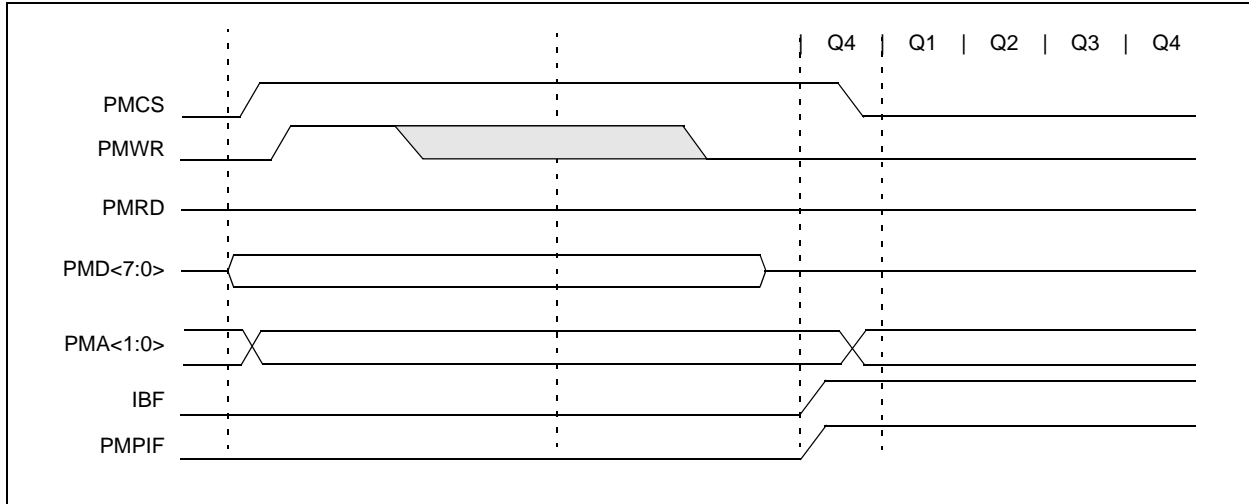 | Q4 | Q1 | Q2 | Q3 | Q4
PMCS
PMWR
PMRD
PMD<7:0>
PMA<1:0>
IBF
PMPIF